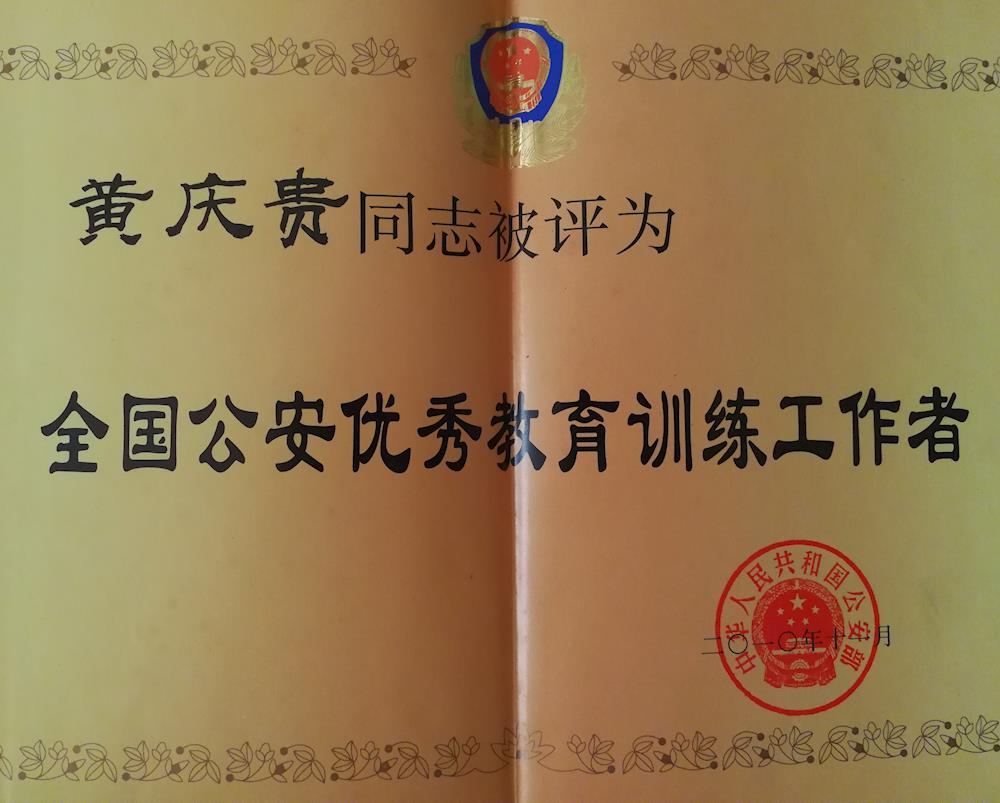 黄庆贵同志被评为
全国公安优秀教育训练工作者
中华人民共和国公安部
二〇一〇年十一月